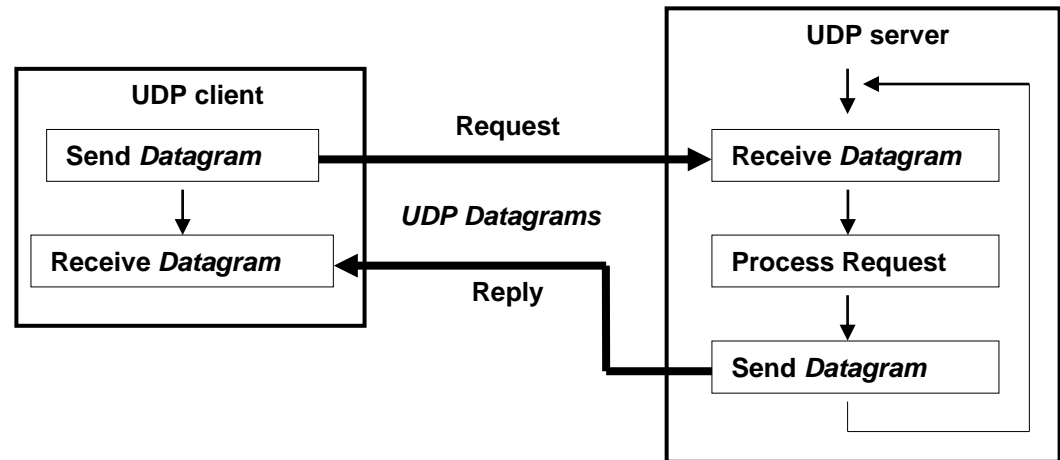 UDP server
UDP client
Request
Send Datagram
Receive Datagram
UDP Datagrams
Receive Datagram
Process Request
Reply
Send Datagram